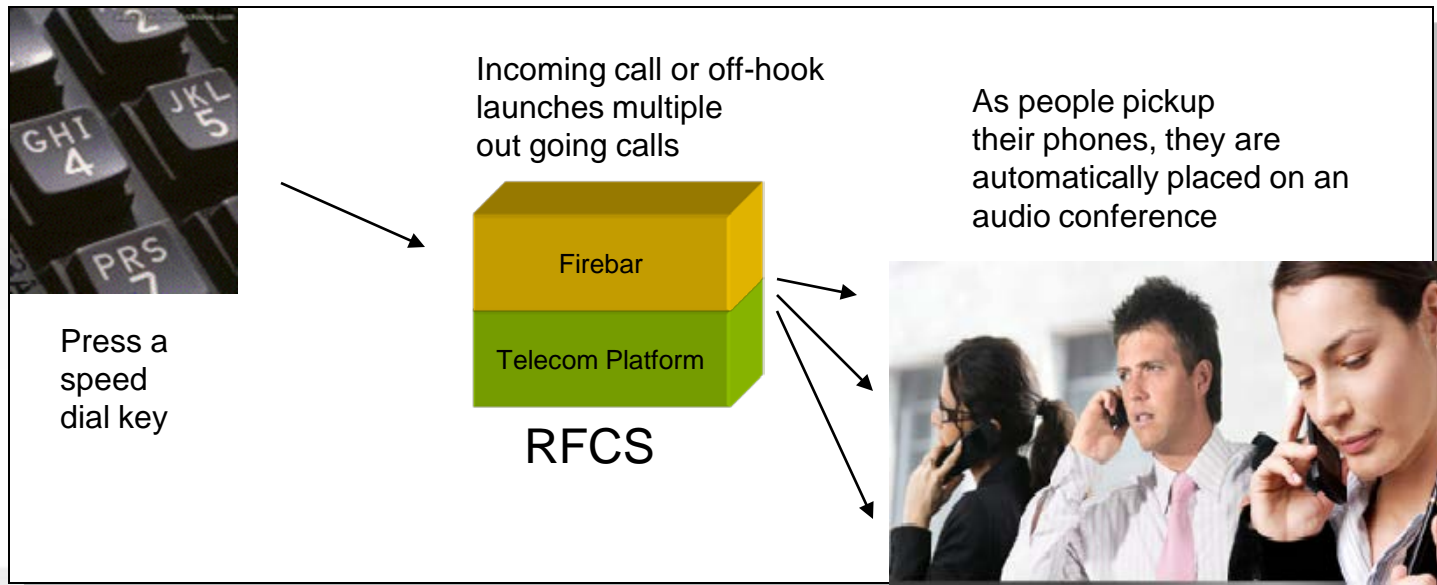 2
JKL
5
GHI
4
PRS
7
Press a
speed
dial key
Incoming call or off-hook
launches multiple
out going calls
Firebar
Telecom Platform
RFCS
As people pickup
their phones, they are
automatically placed on an
audio conference